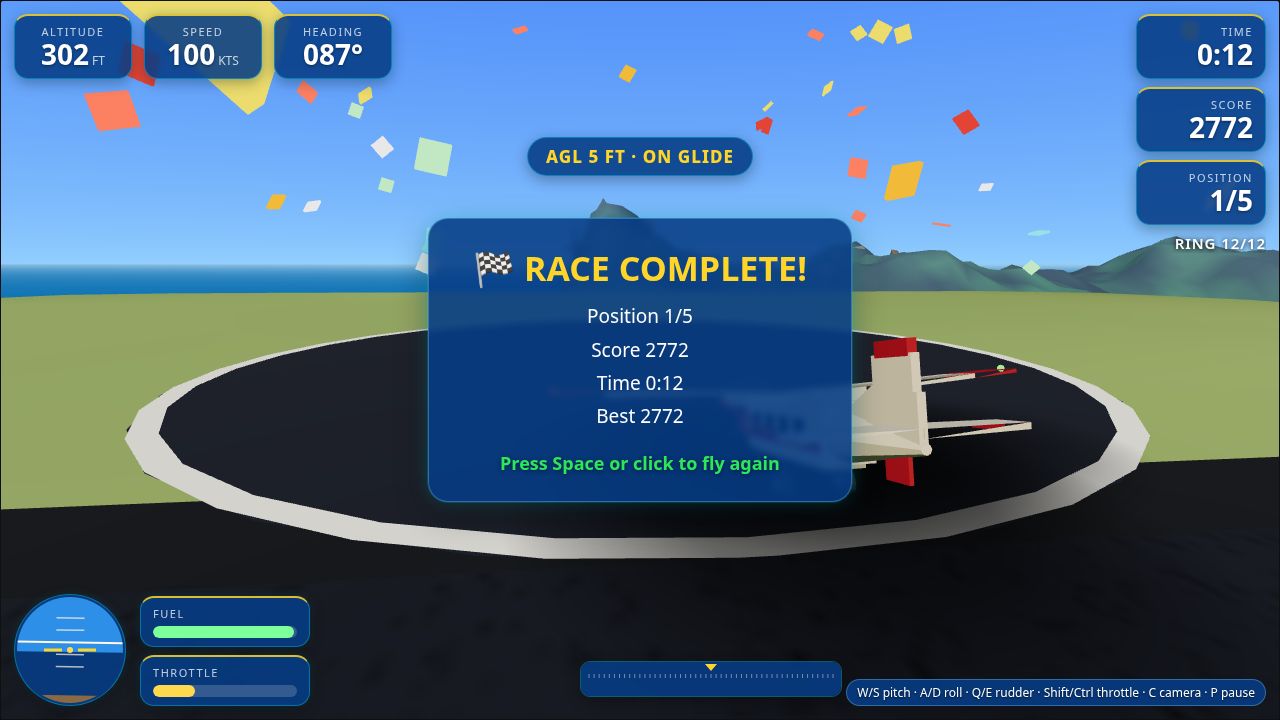 ALTITUDE
302 FT
SPEED
100 KTS
HEADING
087°
TIME
0:12
SCORE
2772
POSITION
1/5
RING 12/12
AGL 5 FT · ON GLIDE
🏁 RACE COMPLETE!
Position 1/5
Score 2772
Time 0:12
Best 2772
Press Space or click to fly again
FUEL
THROTTLE
W/S pitch · A/D roll · Q/E rudder · Shift/Ctrl throttle · C camera · P pause